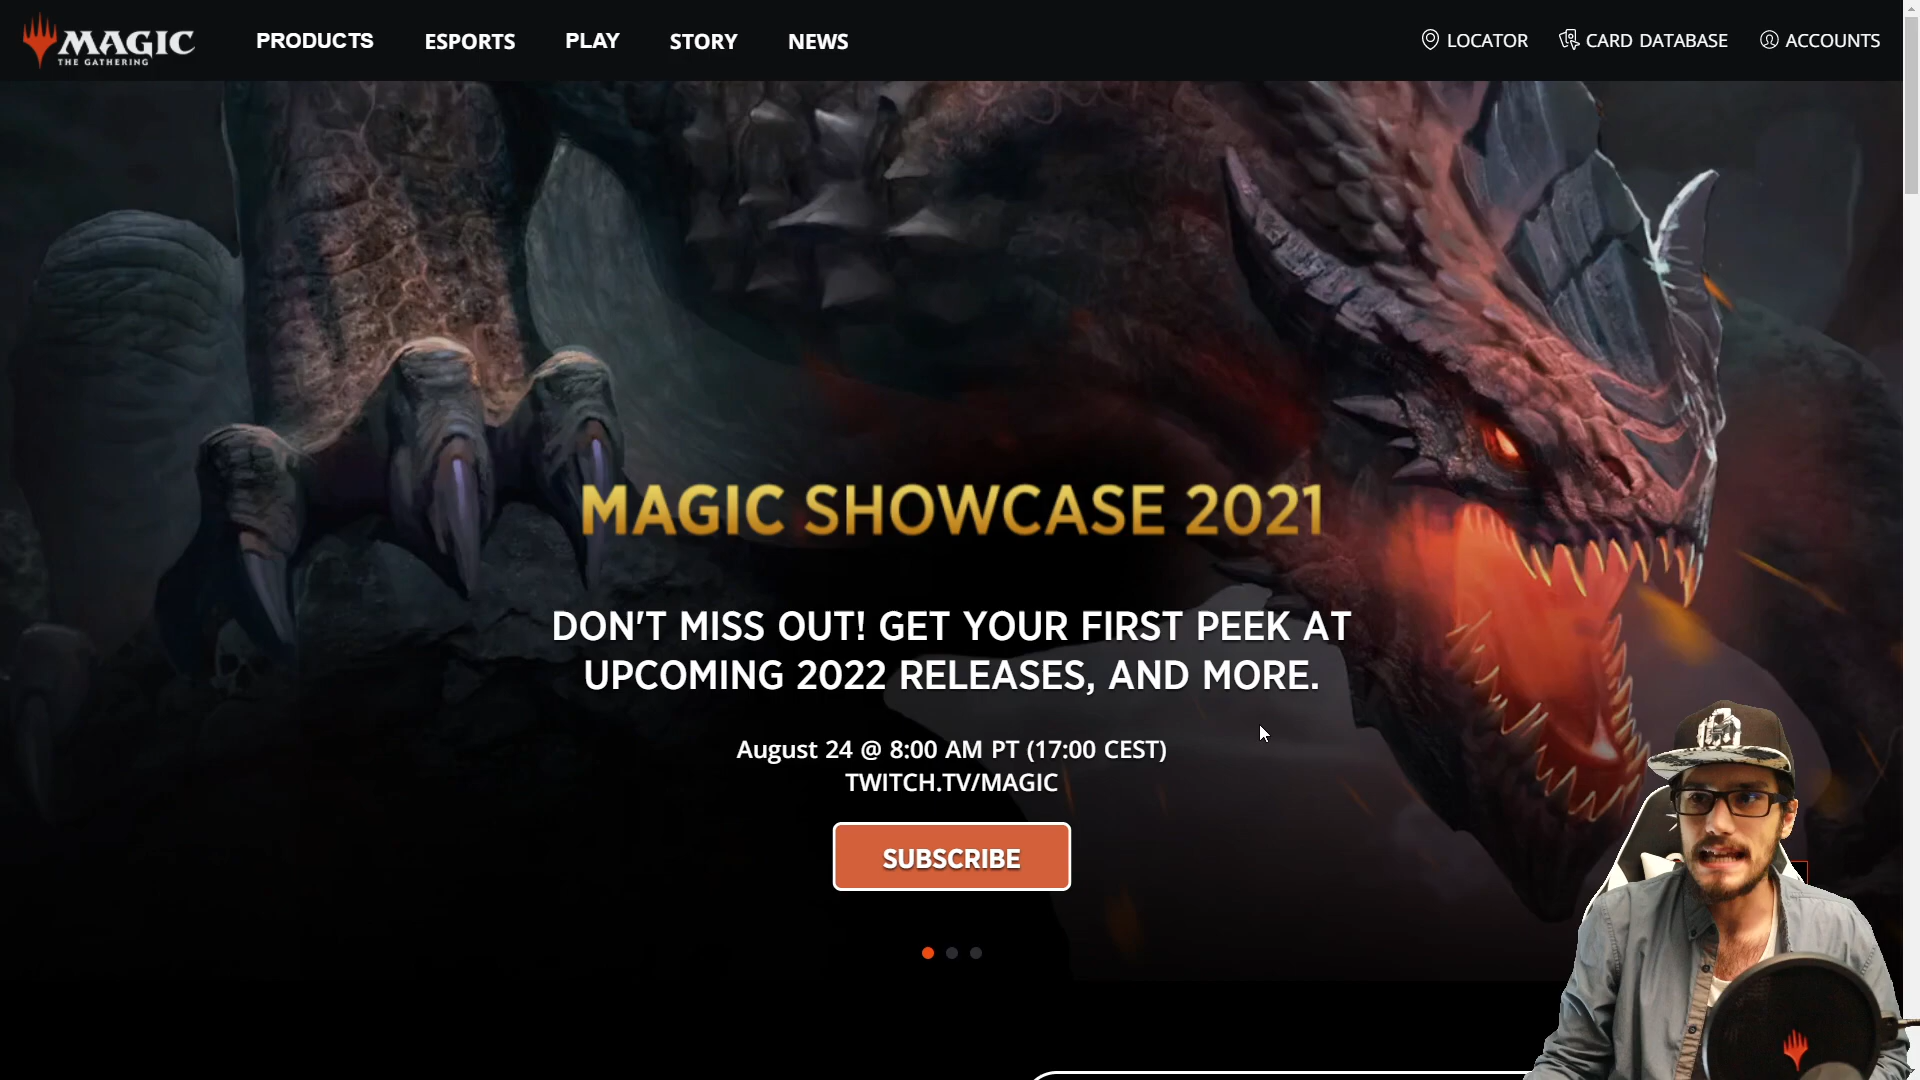 MAGIC
THE GATHERING
PRODUCTS
ESPORTS
PLAY
STORY
NEWS
LOCATOR
CARD DATABASE
ACCOUNTS
MAGIC SHOWCASE 2021
DON'T MISS OUT! GET YOUR FIRST PEEK AT
UPCOMING 2022 RELEASES, AND MORE.
August 24 @ 8:00 AM PT (17:00 CEST)
TWITCH.TV/MAGIC
SUBSCRIBE